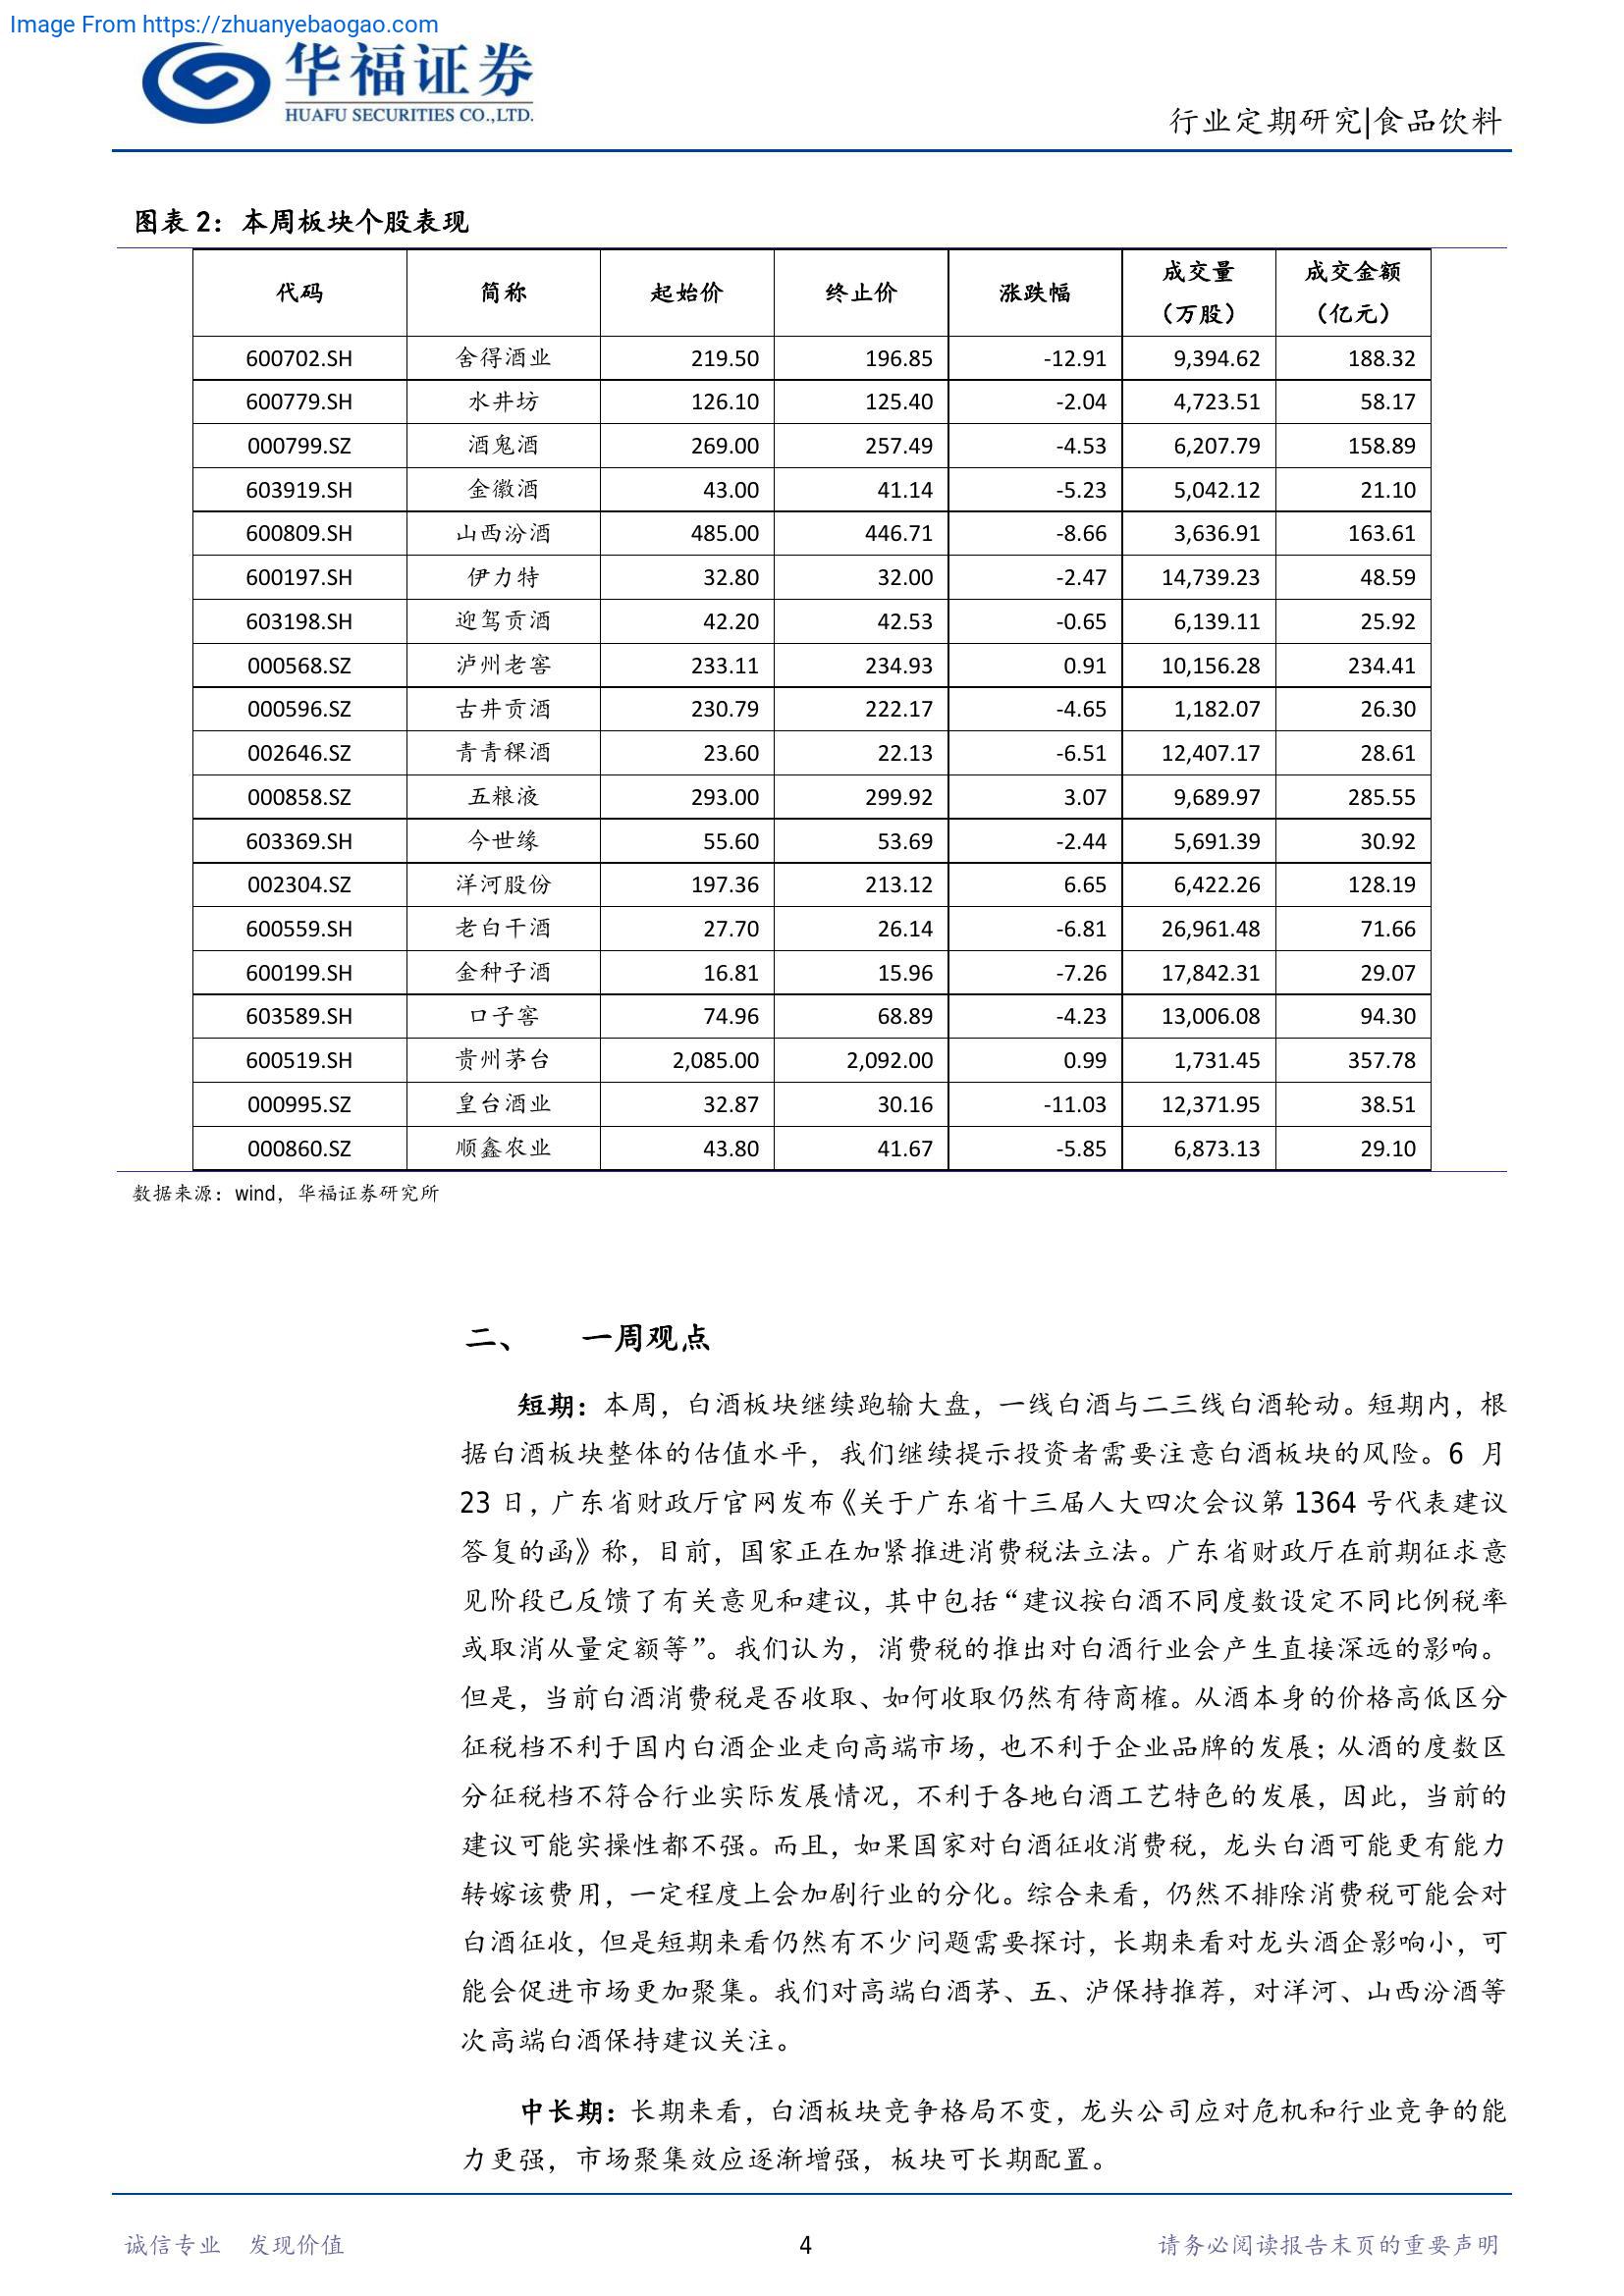 Image From https://zhuanyebaogao.com
华福证券
HUAFU SECURITIES CO.,LTD.
行业定期研究|食品饮料
图表 2：本周板块个股表现
代码 简称 起始价 终止价 涨跌幅 成交量（万股） 成交金额（亿元）
600702.SH 舍得酒业 219.50 196.85 -12.91 9,394.62 188.32
600779.SH 水井坊 126.10 125.40 -2.04 4,723.51 58.17
000799.SZ 酒鬼酒 269.00 257.49 -4.53 6,207.79 158.89
603919.SH 金徽酒 43.00 41.14 -5.23 5,042.12 21.10
600809.SH 山西汾酒 485.00 446.71 -8.66 3,636.91 163.61
600197.SH 伊力特 32.80 32.00 -2.47 14,739.23 48.59
603198.SH 迎驾贡酒 42.20 42.53 -0.65 6,139.11 25.92
000568.SZ 泸州老窖 233.11 234.93 0.91 10,156.28 234.41
000596.SZ 古井贡酒 230.79 222.17 -4.65 1,182.07 26.30
002646.SZ 青青稞酒 23.60 22.13 -6.51 12,407.17 28.61
000858.SZ 五粮液 293.00 299.92 3.07 9,689.97 285.55
603369.SH 今世缘 55.60 53.69 -2.44 5,691.39 30.92
002304.SZ 洋河股份 197.36 213.12 6.65 6,422.26 128.19
600559.SH 老白干酒 27.70 26.14 -6.81 26,961.48 71.66
600199.SH 金种子酒 16.81 15.96 -7.26 17,842.31 29.07
603589.SH 口子窖 74.96 68.89 -4.23 13,006.08 94.30
600519.SH 贵州茅台 2,085.00 2,092.00 0.99 1,731.45 357.78
000995.SZ 皇台酒业 32.87 30.16 -11.03 12,371.95 38.51
000860.SZ 顺鑫农业 43.80 41.67 -5.85 6,873.13 29.10
数据来源：wind，华福证券研究所
二、 一周观点
短期：本周，白酒板块继续跑输大盘，一线白酒与二三线白酒轮动。短期内，根
据白酒板块整体的估值水平，我们继续提示投资者需要注意白酒板块的风险。6 月
23 日，广东省财政厅官网发布《关于广东省十三届人大四次会议第 1364 号代表建议
答复的函》称，目前，国家正在加紧推进消费税法立法。广东省财政厅在前期征求意
见阶段已反馈了有关意见和建议，其中包括“建议按白酒不同度数设定不同比例税率
或取消从量定额等”。我们认为，消费税的推出对白酒行业会产生直接深远的影响。
但是，当前白酒消费税是否收取、如何收取仍然有待商榷。从酒本身的价格高低区分
征税档不利于国内白酒企业走向高端市场，也不利于企业品牌的发展；从酒的度数区
分征税档不符合行业实际发展情况，不利于各地白酒工艺特色的发展，因此，当前的
建议可能实操性都不强。而且，如果国家对白酒征收消费税，龙头白酒可能更有能力
转嫁该费用，一定程度上会加剧行业的分化。综合来看，仍然不排除消费税可能会对
白酒征收，但是短期来看仍然有不少问题需要探讨，长期来看对龙头酒企影响小，可
能会促进市场更加聚集。我们对高端白酒茅、五、泸保持推荐，对洋河、山西汾酒等
次高端白酒保持建议关注。
中长期：长期来看，白酒板块竞争格局不变，龙头公司应对危机和行业竞争的能
力更强，市场聚集效应逐渐增强，板块可长期配置。
诚信专业 发现价值 4 请务必阅读报告末页的重要声明